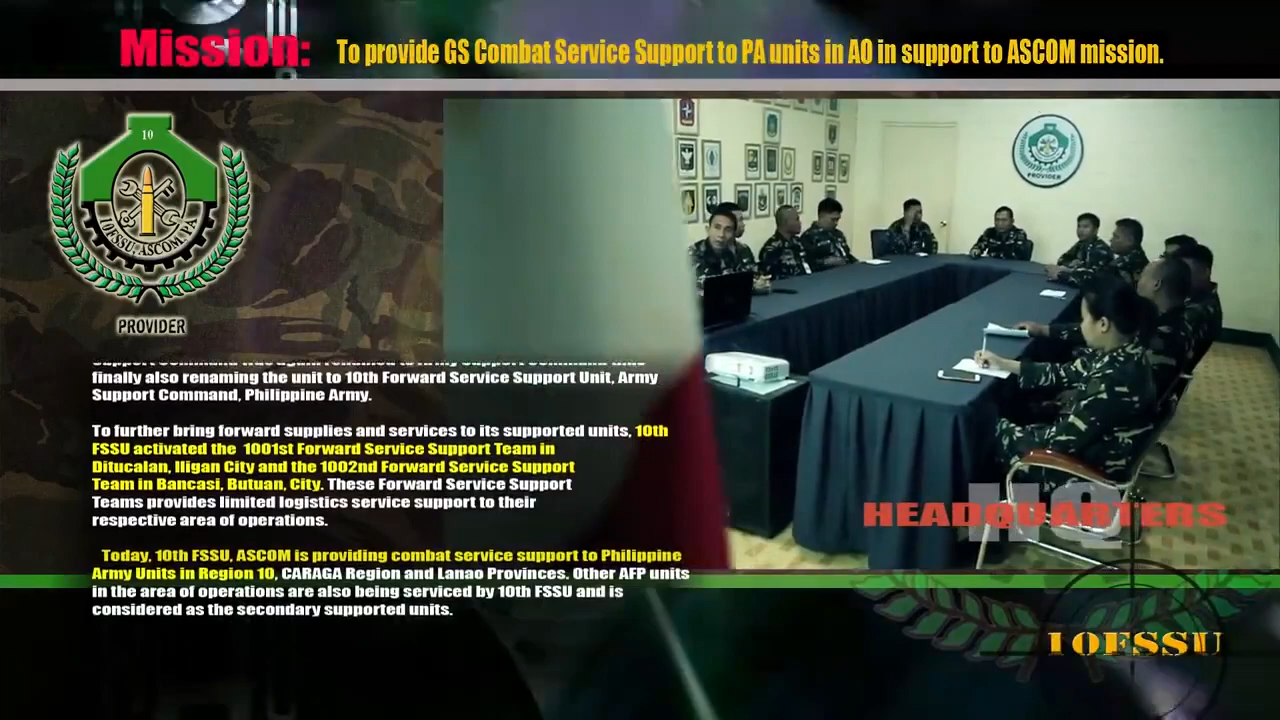 Mission: To provide GS Combat Service Support to PA units in AO in support to ASCOM mission.
10
10FSSU ASCOM, PA
PROVIDER
PROVIDER
finally also renaming the unit to 10th Forward Service Support Unit, Army
Support Command, Philippine Army.
To further bring forward supplies and services to its supported units, 10th
FSSU activated the 1001st Forward Service Support Team in
Ditucalan, Iligan City and the 1002nd Forward Service Support
Team in Bancasi, Butuan, City. These Forward Service Support
Teams provides limited logistics service support to their
respective area of operations.
Today, 10th FSSU, ASCOM is providing combat service support to Philippine
Army Units in Region 10, CARAGA Region and Lanao Provinces. Other AFP units
in the area of operations are also being serviced by 10th FSSU and is
considered as the secondary supported units.
HQ
HEADQUARTERS
10FSSU